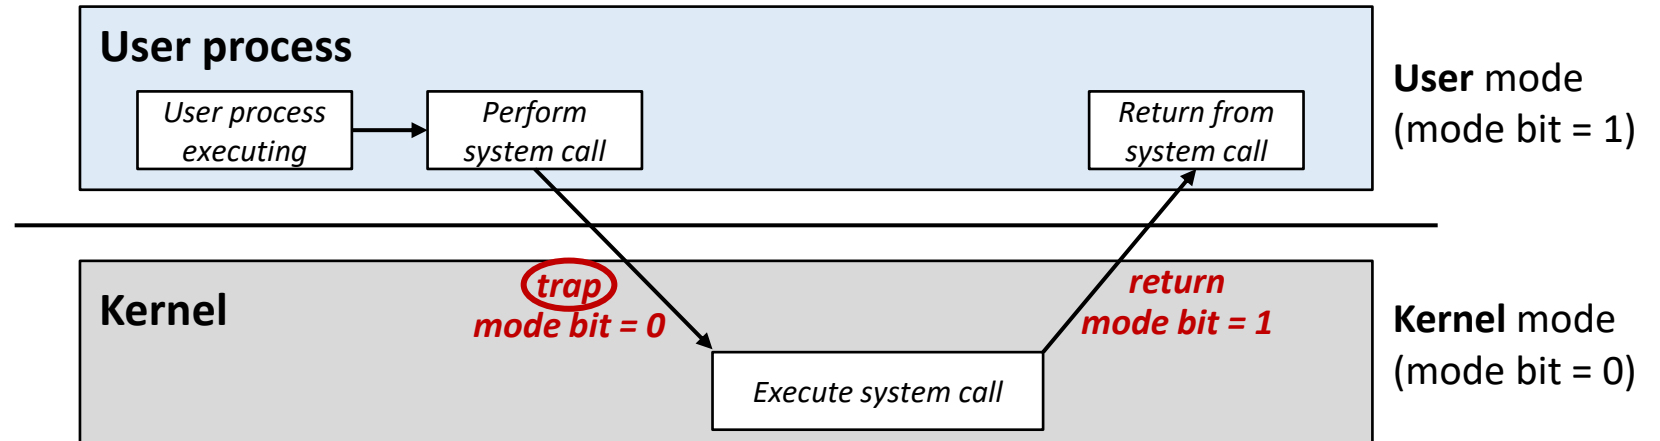 User process
User process
executing
Perform
system call
Return from
system call
User mode
(mode bit = 1)
Kernel
trap
mode bit = 0
return
mode bit = 1
Execute system call
Kernel mode
(mode bit = 0)